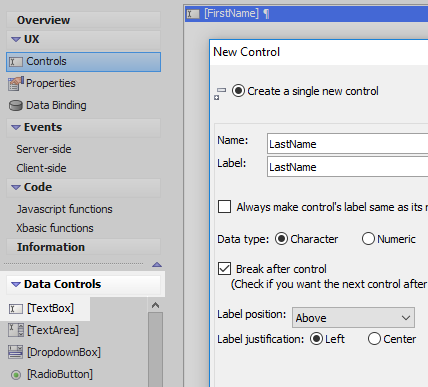 Overview
UX
Controls
Properties
Data Binding
Events
Server-side
Client-side
Code
Javascript functions
Xbasic functions
Information
Data Controls
[TextBox]
[TextArea]
[DropdownBox]
[RadioButton]
[FirstName] ¶
New Control
Create a single new control
Name: LastName
Label: LastName
Always make control's label same as its
Data type: Character Numeric
Break after control
(Check if you want the next control after
Label position: Above
Label justification: Left Center